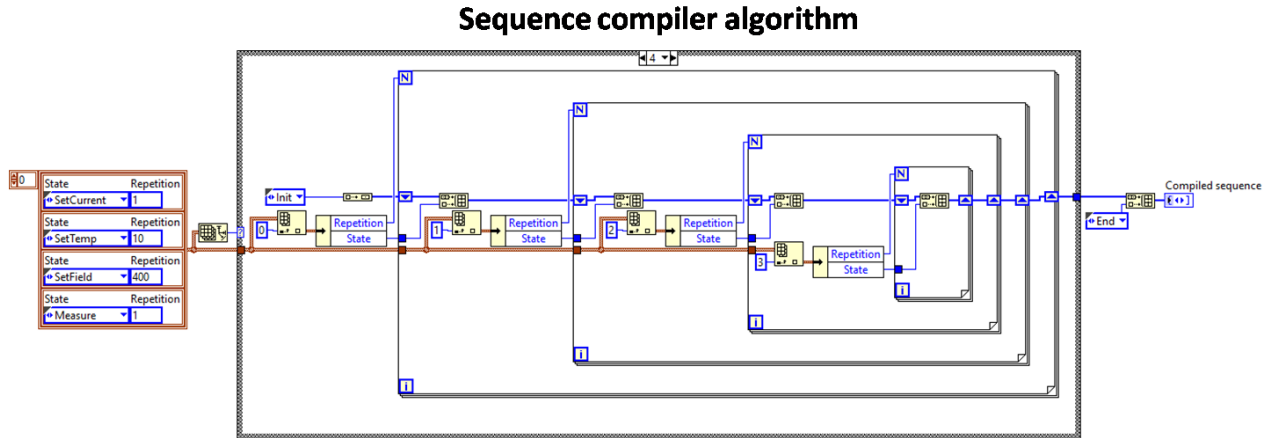 Sequence compiler algorithm
4
0
State Repetition
SetCurrent 1
State Repetition
SetTemp 10
State Repetition
SetField 400
State Repetition
Measure 1
?
Init
0
Repetition
State
N
i
1
Repetition
State
N
i
2
Repetition
State
N
i
3
Repetition
State
N
i
End
Compiled sequence